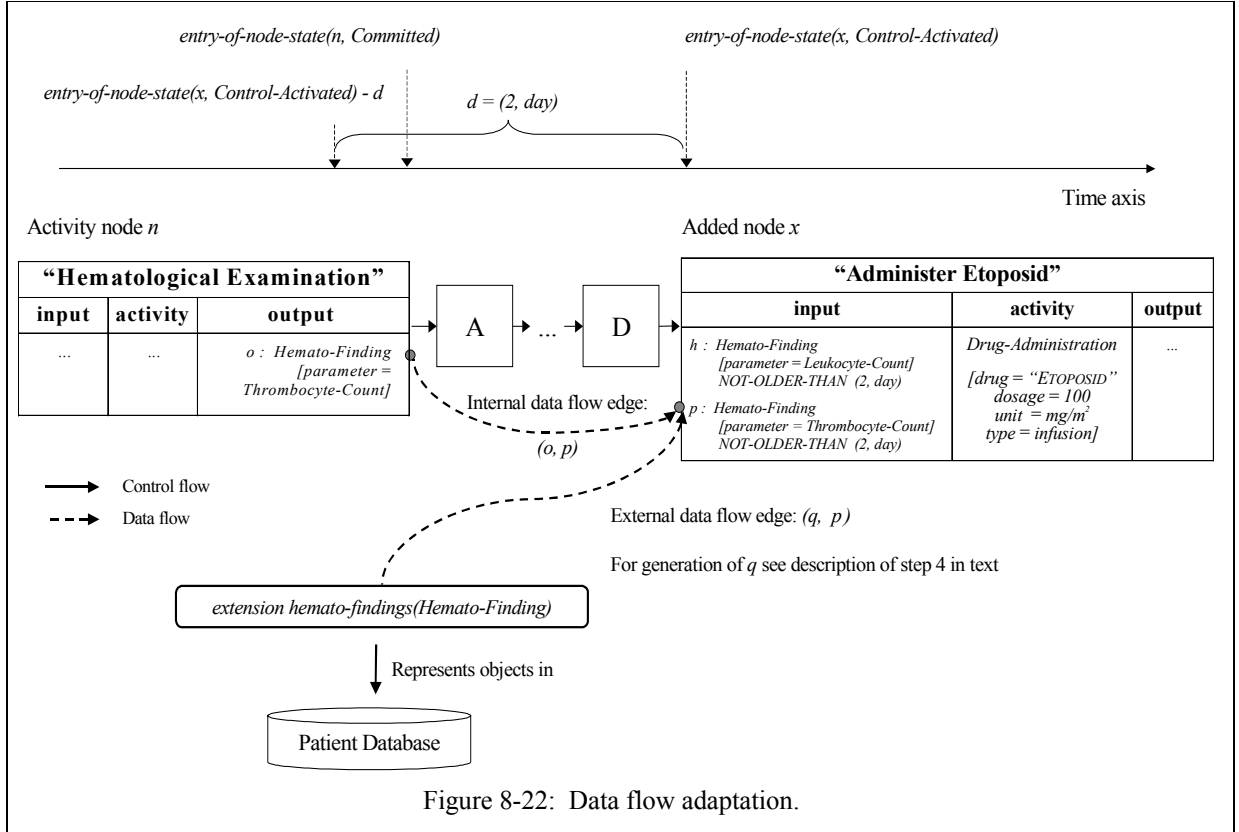 entry-of-node-state(n, Committed)
entry-of-node-state(x, Control-Activated)
entry-of-node-state(x, Control-Activated) - d
d = (2, day)
Time axis
Activity node n
Added node x
“Hematological Examination”
input activity output
... ... o : Hemato-Finding
[parameter =
Thrombocyte-Count]
A
...
D
“Administer Etoposid”
input activity output
h : Hemato-Finding
[parameter = Leukocyte-Count]
NOT-OLDER-THAN (2, day)
p : Hemato-Finding
[parameter = Thrombocyte-Count]
NOT-OLDER-THAN (2, day)
Drug-Administration
[drug = “ETOPOSID”
dosage = 100
unit = mg/m²
type = infusion]
...
Internal data flow edge:
(o, p)
Control flow
Data flow
External data flow edge: (q, p)
For generation of q see description of step 4 in text
extension hemato-findings(Hemato-Finding)
Represents objects in
Patient Database
Figure 8-22: Data flow adaptation.